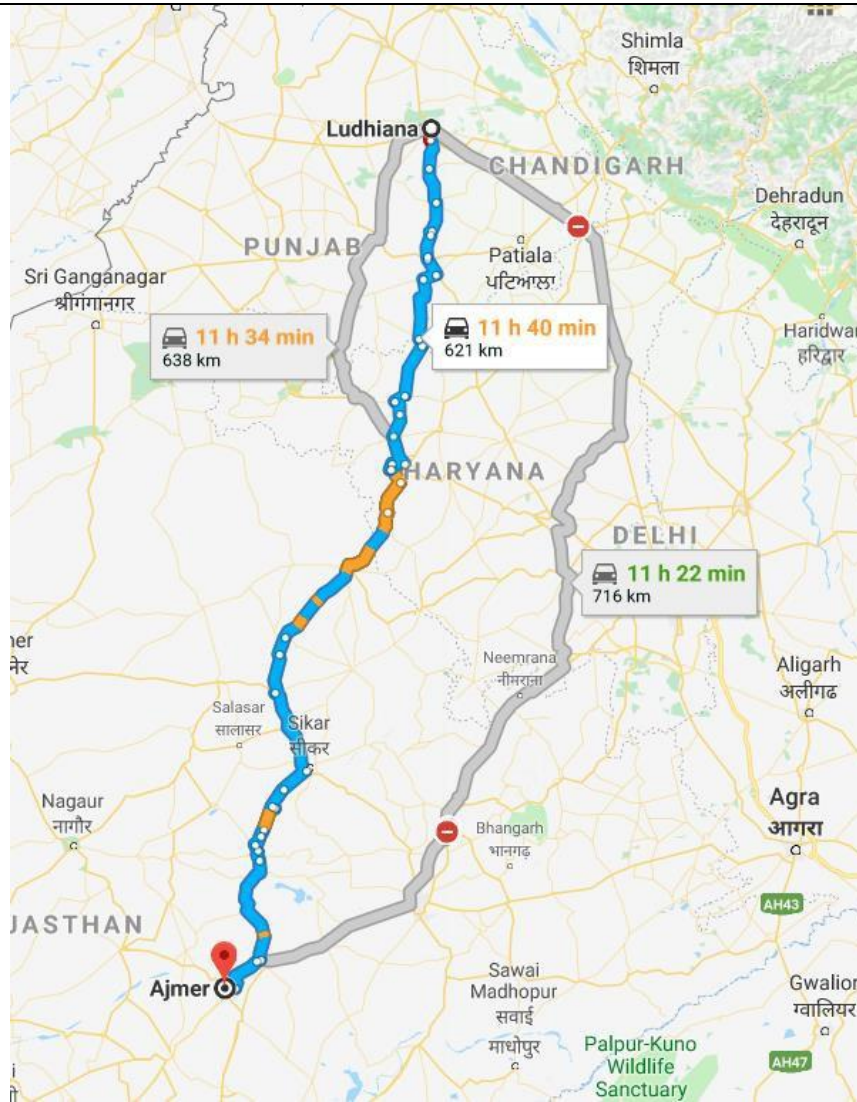 Shimla
शिमला
Ludhiana
CHANDIGARH
Dehradun
देहरादून
PUNJAB
Patiala
पटिआला
Sri Ganganagar
श्रीगंगानगर
Haridwar
हरिद्वार
11 h 34 min
638 km
11 h 40 min
621 km
HARYANA
DELHI
11 h 22 min
716 km
Neemrana
नीमराना
Aligarh
अलीगढ
Salasar
सालासर
Sikar
सीकर
Nagaur
नागौर
Agra
आगरा
Bhangarh
भानगढ़
AH43
JASTHAN
Ajmer
Sawai
Madhopur
सवाई
माधोपुर
Gwalior
ग्वालियर
Palpur-Kuno
Wildlife
Sanctuary
AH47